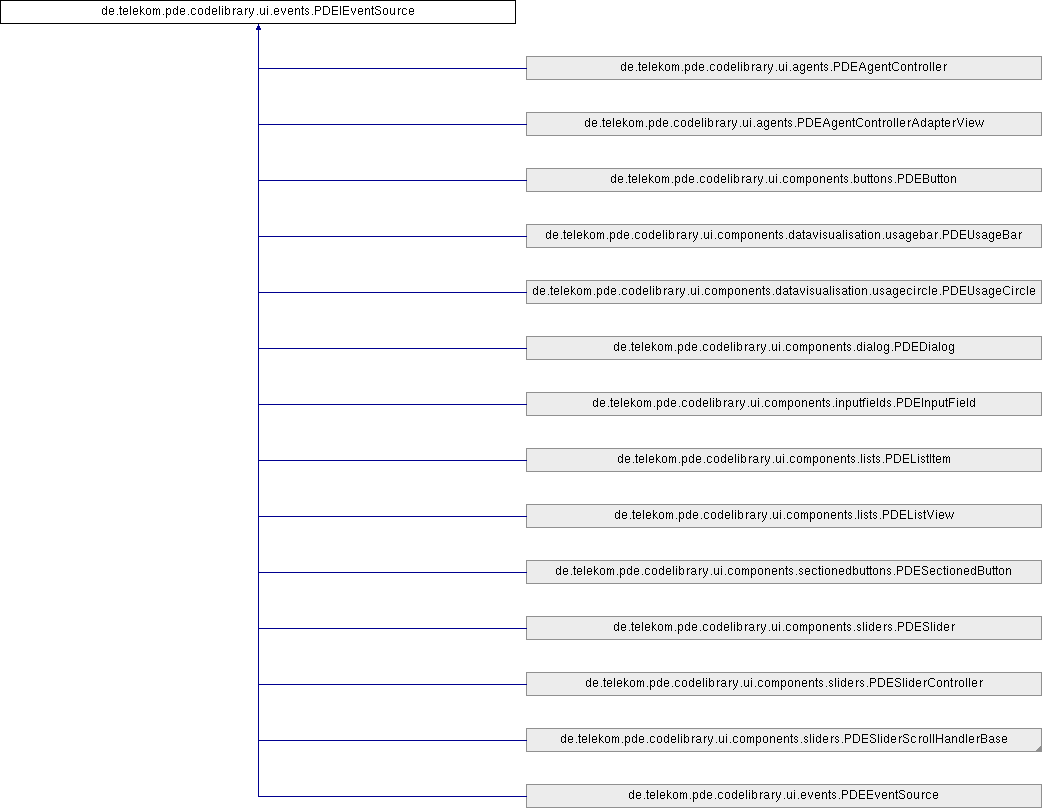 de.telekom.pde.codelibrary.ui.events.PDEIEventSource
de.telekom.pde.codelibrary.ui.agents.PDEAgentController
de.telekom.pde.codelibrary.ui.agents.PDEAgentControllerAdapterView
de.telekom.pde.codelibrary.ui.components.buttons.PDEButton
de.telekom.pde.codelibrary.ui.components.datavisualisation.usagebar.PDEUsageBar
de.telekom.pde.codelibrary.ui.components.datavisualisation.usagecircle.PDEUsageCircle
de.telekom.pde.codelibrary.ui.components.dialog.PDEDialog
de.telekom.pde.codelibrary.ui.components.inputfields.PDEInputField
de.telekom.pde.codelibrary.ui.components.lists.PDEListItem
de.telekom.pde.codelibrary.ui.components.lists.PDEListView
de.telekom.pde.codelibrary.ui.components.sectionedbuttons.PDESectionedButton
de.telekom.pde.codelibrary.ui.components.sliders.PDESlider
de.telekom.pde.codelibrary.ui.components.sliders.PDESliderController
de.telekom.pde.codelibrary.ui.components.sliders.PDESliderScrollHandlerBase
de.telekom.pde.codelibrary.ui.events.PDEEventSource